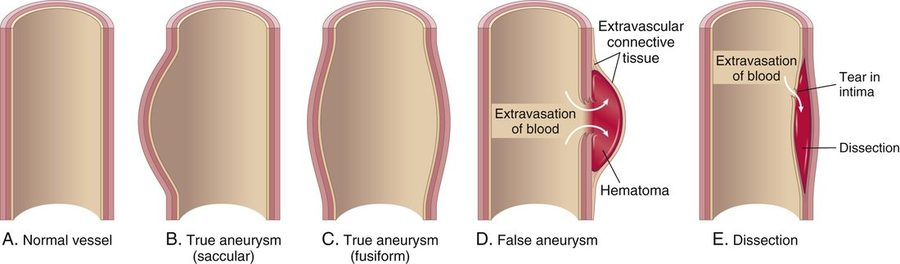 Extravascular
connective
tissue
Extravasation
of blood
Hematoma
Extravasation
of blood
Tear in
intima
Dissection
A. Normal vessel
B. True aneurysm
(saccular)
C. True aneurysm
(fusiform)
D. False aneurysm
E. Dissection